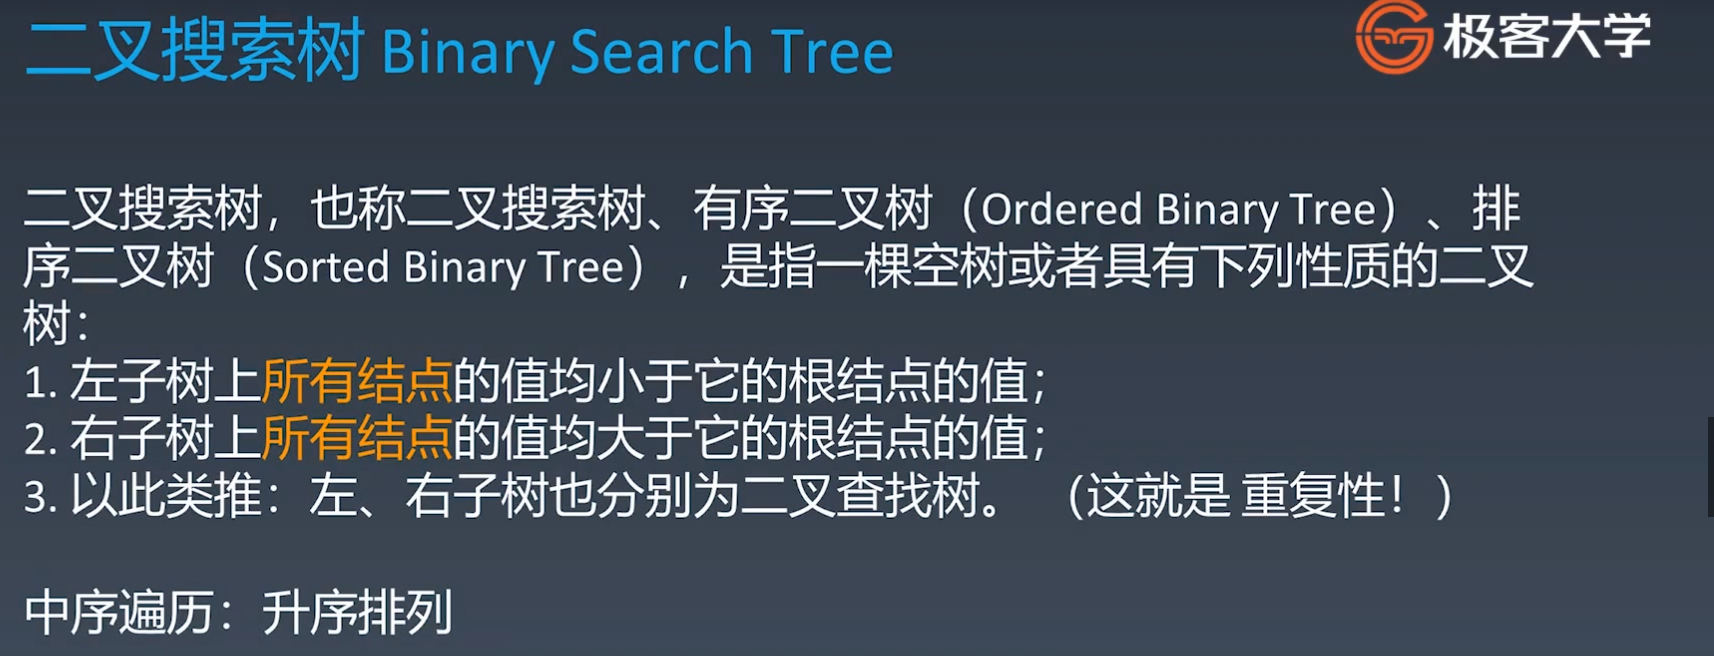 二叉搜索树 Binary Search Tree
极客大学
二叉搜索树，也称二叉搜索树、有序二叉树（Ordered Binary Tree）、排
序二叉树（Sorted Binary Tree），是指一棵空树或者具有下列性质的二叉
树：
1. 左子树上所有结点的值均小于它的根结点的值；
2. 右子树上所有结点的值均大于它的根结点的值；
3. 以此类推：左、右子树也分别为二叉查找树。 （这就是 重复性！）
中序遍历：升序排列